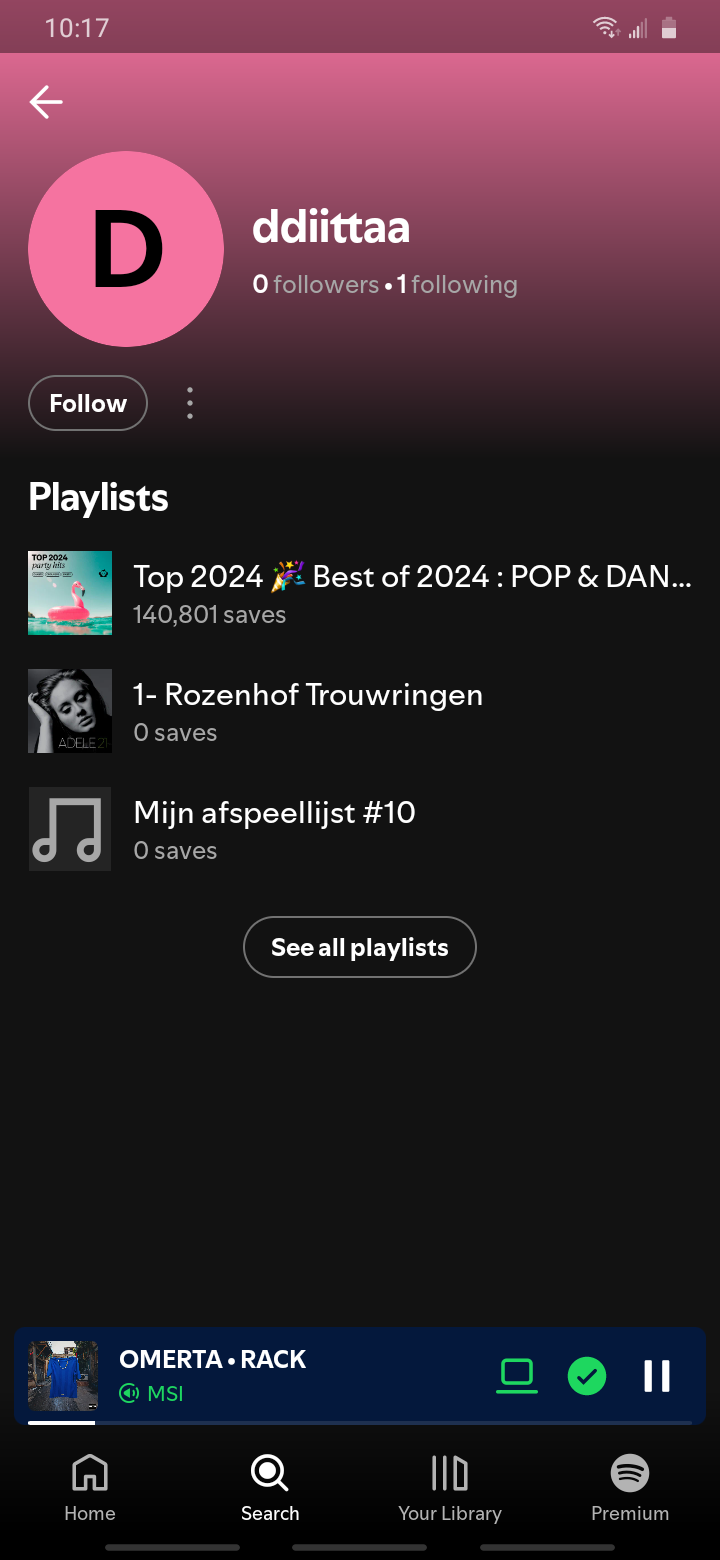 10:17
D
ddiittaa
0 followers • 1 following
Follow
Playlists
TOP 2024
party hits
Top 2024 🎉 Best of 2024 : POP & DAN...
140,801 saves
ADELE 21
1- Rozenhof Trouwringen
0 saves
Mijn afspeellijst #10
0 saves
See all playlists
OMERTA • RACK
MSI
Home
Search
Your Library
Premium